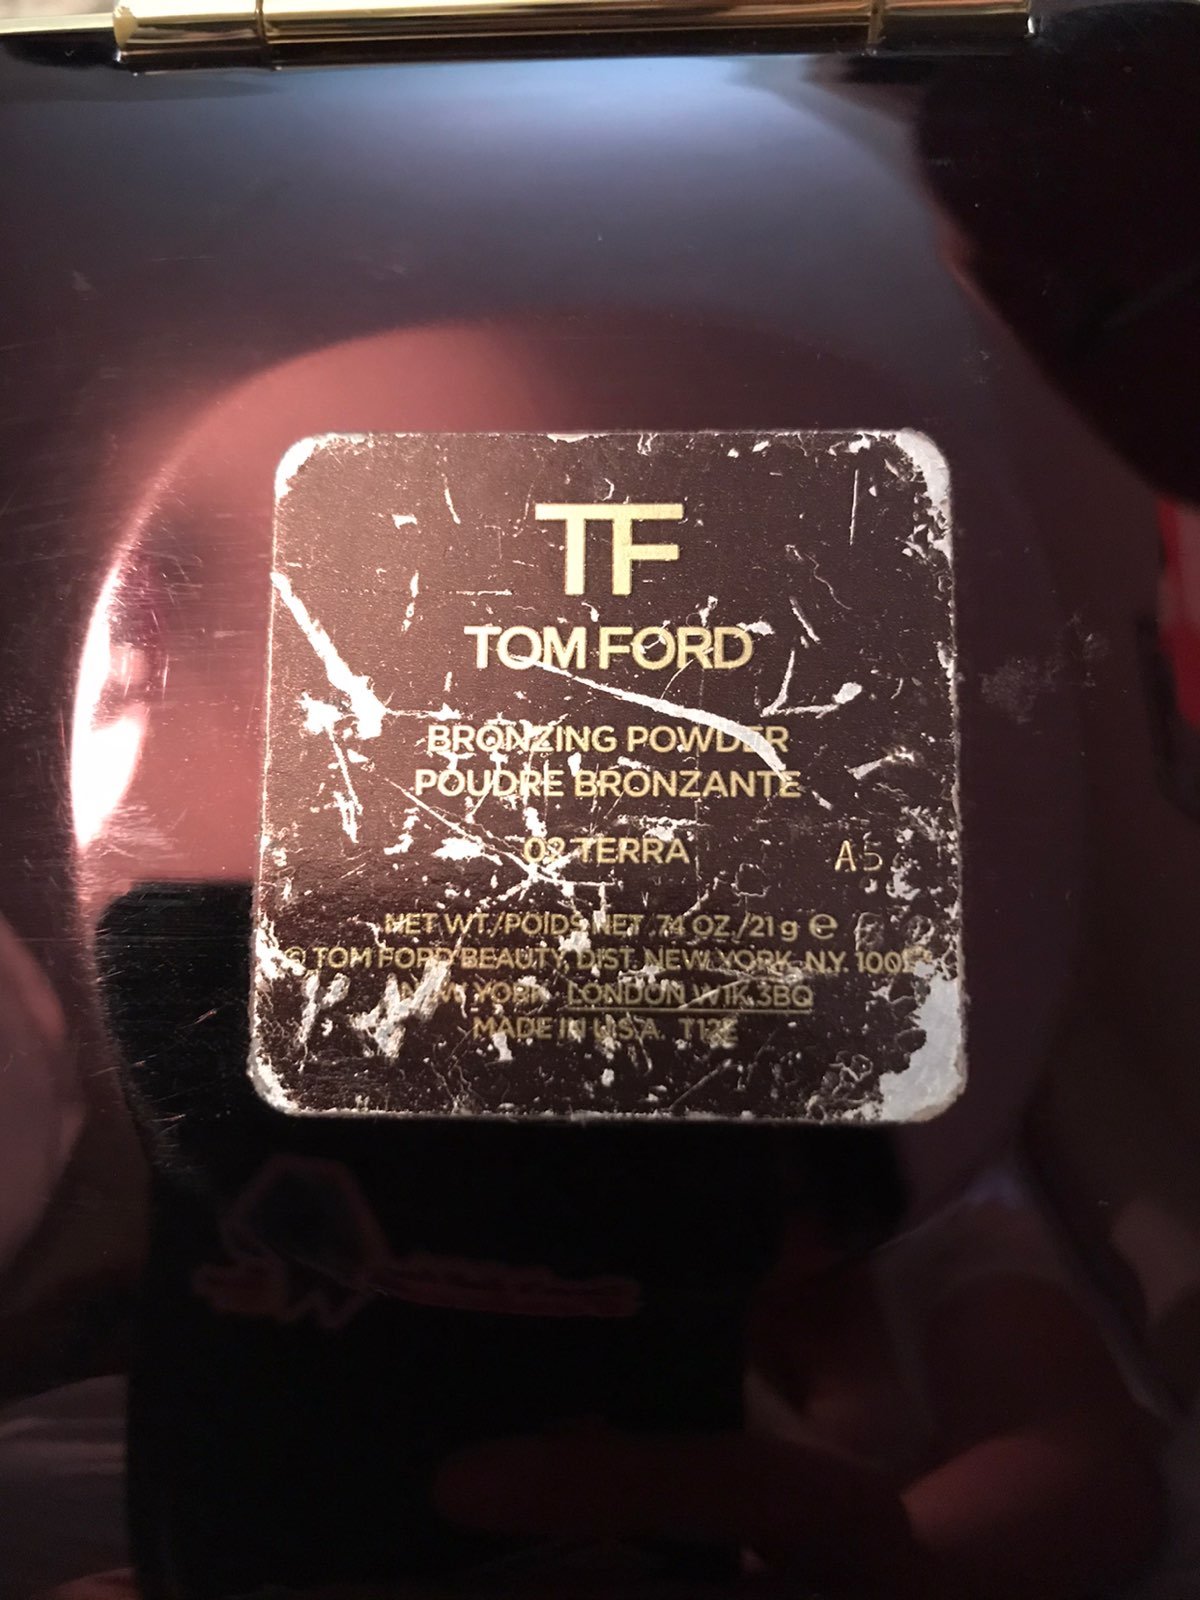 TF
TOM FORD
BRONZING POWDER
POUDRE BRONZANTE
02 TERRA A5
NET WT./POIDS NET .74 OZ./21 g ℮
© TOM FORD BEAUTY, DIST. NEW YORK, N.Y.
NEW YORK LONDON W1K 3BQ
MADE IN U.S.A. T12E